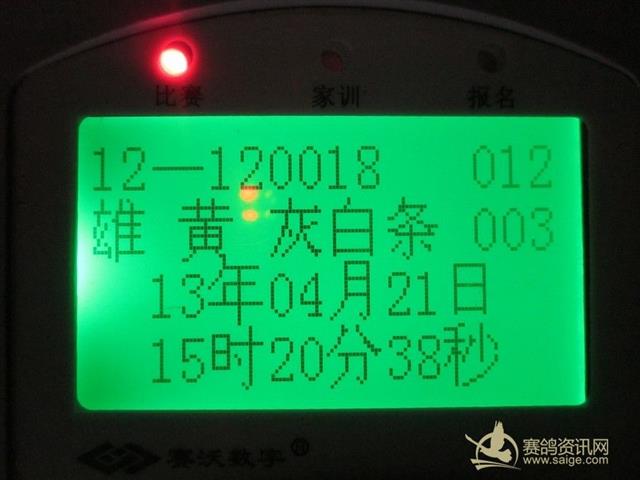 比赛 家训 报名
12—120018 012
雄 黄 灰白条 003
13年04月21日
15时20分38秒
赛沃数字®
赛鸽资讯网
www.saige.com